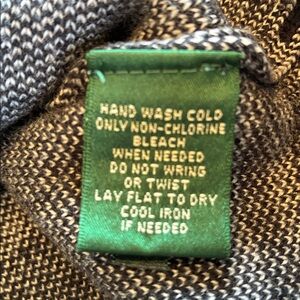 HAND WASH COLD
ONLY NON-CHLORINE
BLEACH
WHEN NEEDED
DO NOT WRING
OR TWIST
LAY FLAT TO DRY
COOL IRON
IF NEEDED